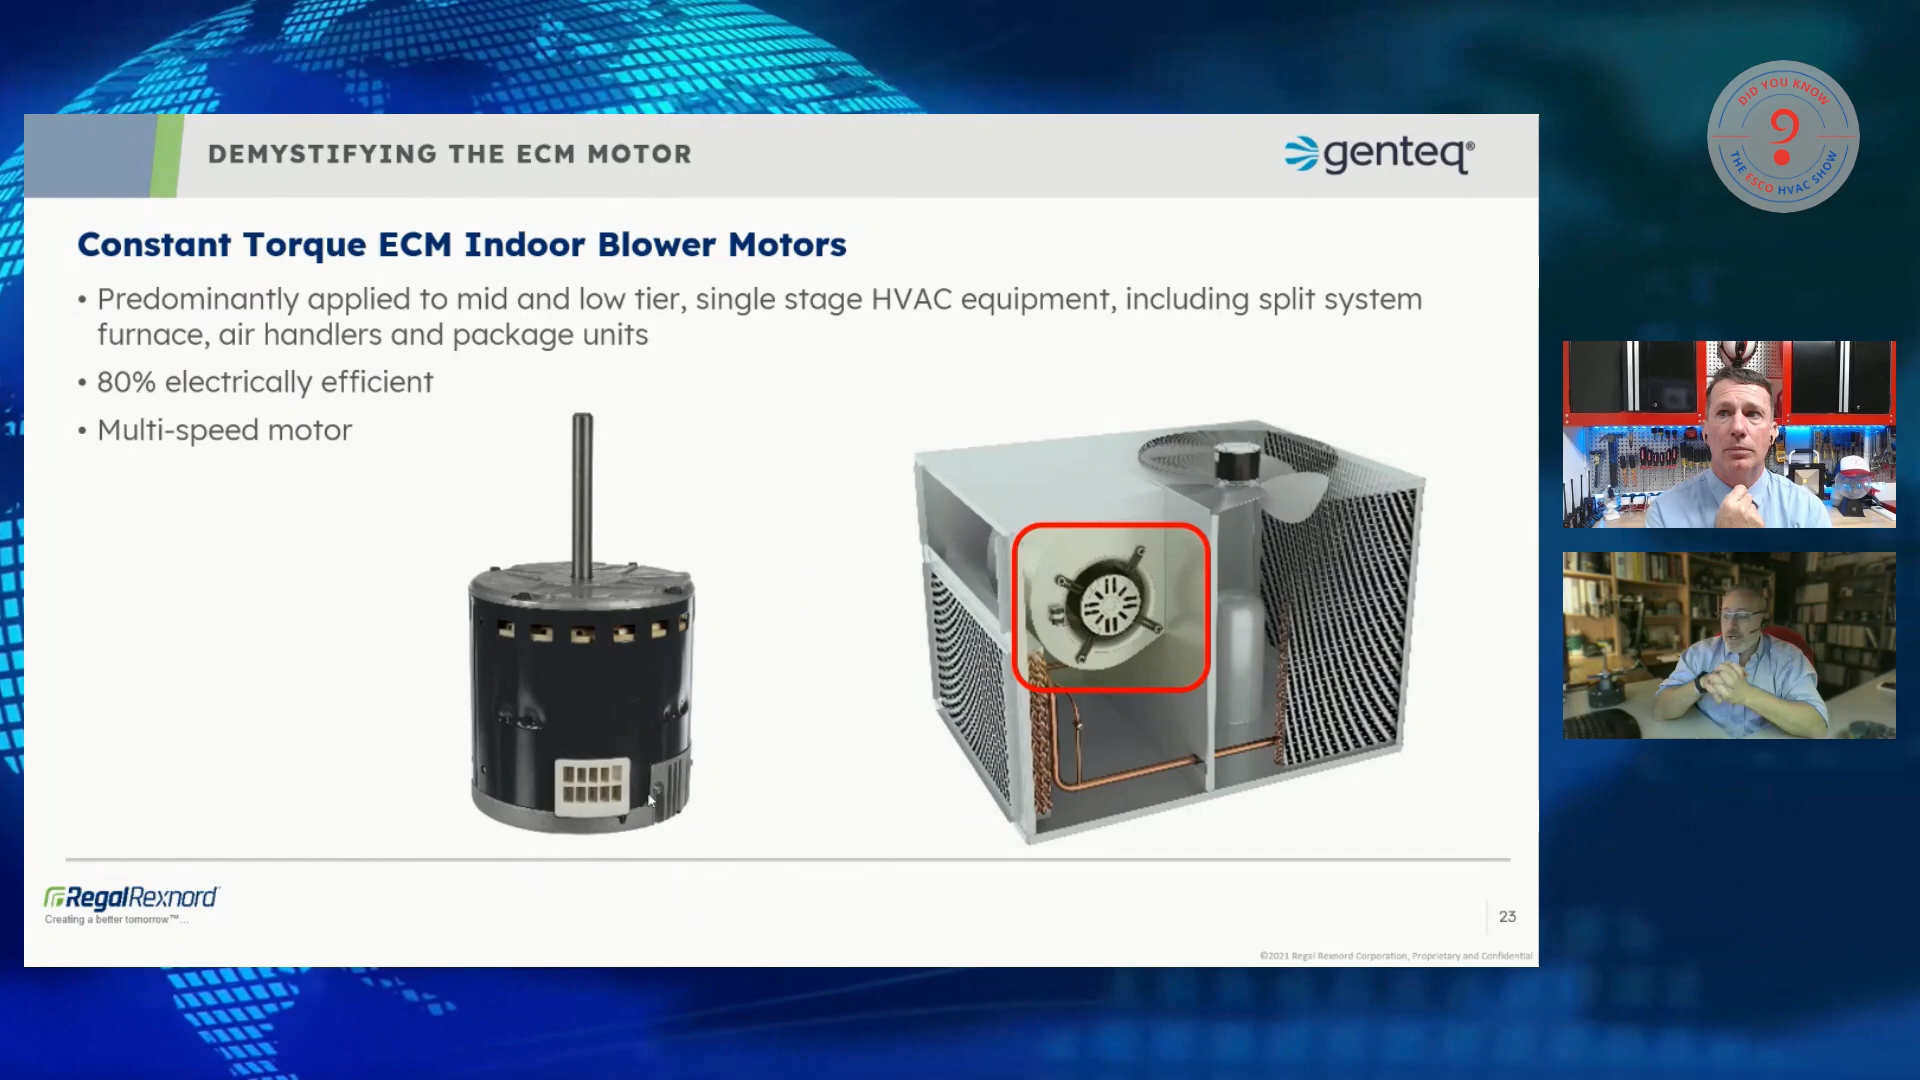 DEMYSTIFYING THE ECM MOTOR
genteq®
DID YOU KNOW
?
THE ESCO HVAC SHOW
Constant Torque ECM Indoor Blower Motors
• Predominantly applied to mid and low tier, single stage HVAC equipment, including split system
furnace, air handlers and package units
• 80% electrically efficient
• Multi-speed motor
RegalRexnord
Creating a better tomorrow™...
23
©2021 Regal Rexnord Corporation, Proprietary and Confidential